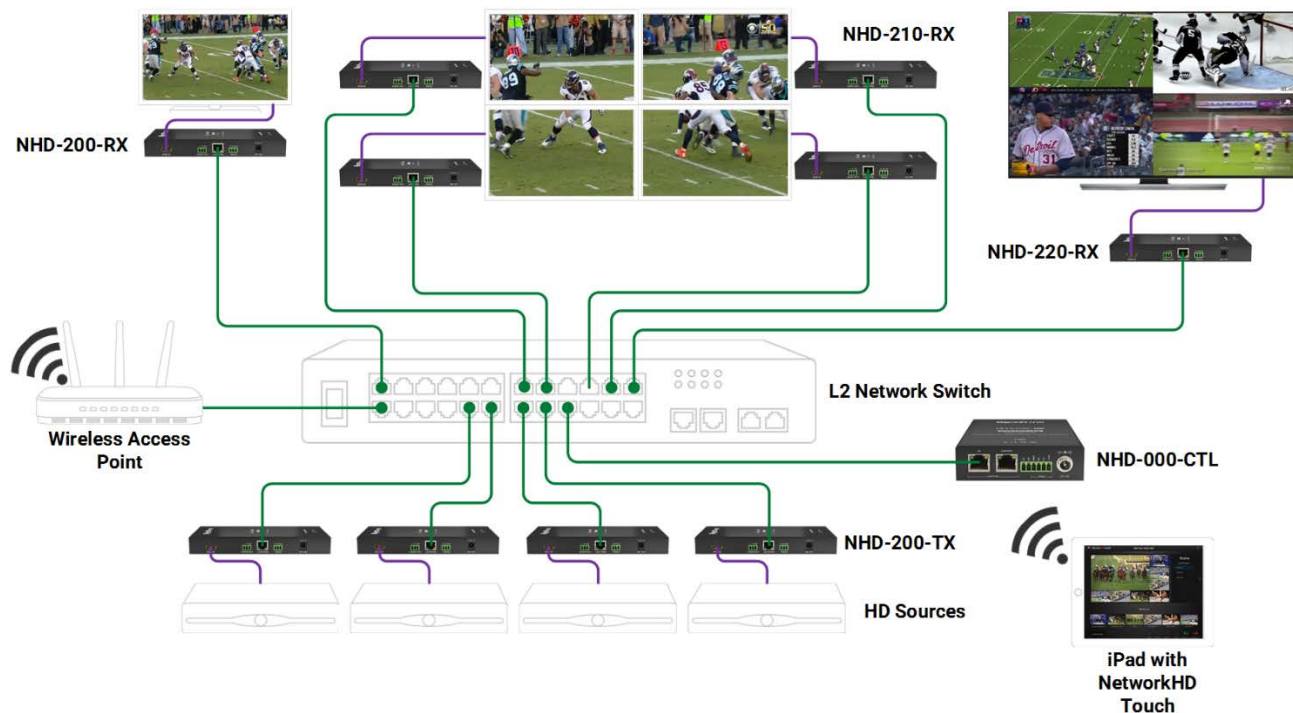 NHD-210-RX
NHD-200-RX
Detroit
31
NHD-220-RX
L2 Network Switch
Wireless Access
Point
NHD-000-CTL
NHD-200-TX
HD Sources
iPad with
NetworkHD
Touch